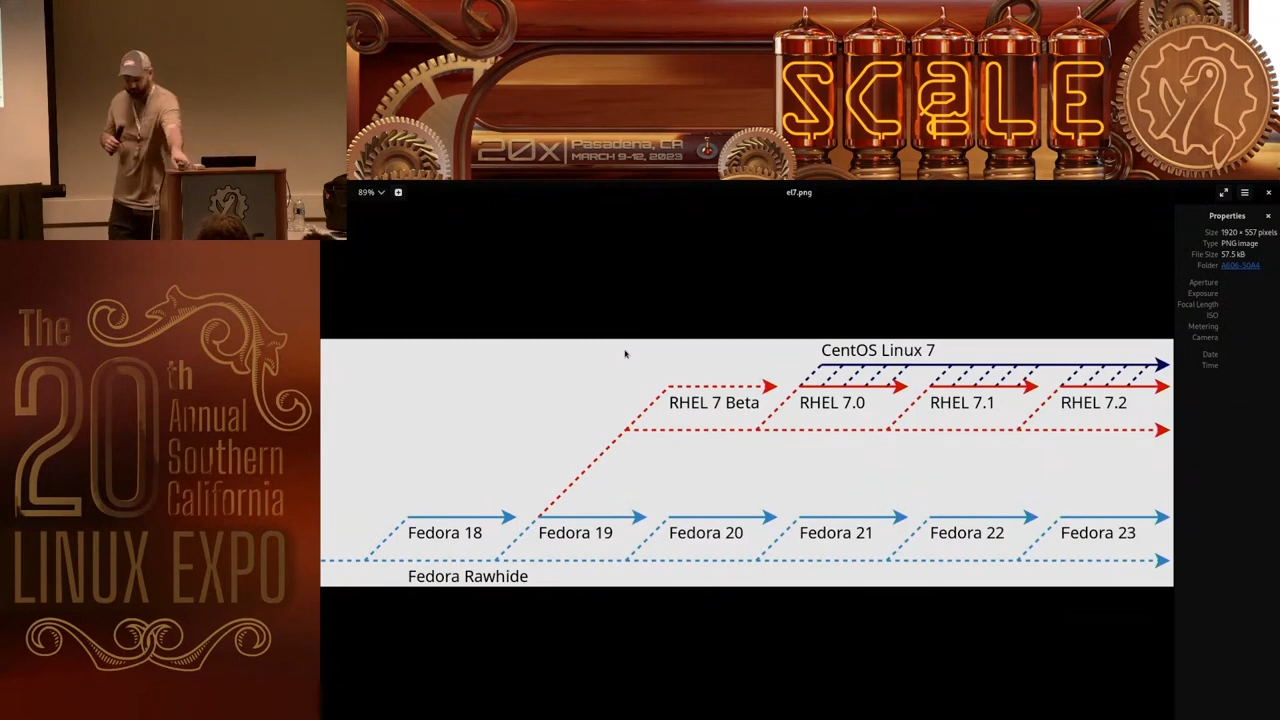 SCaLE
20x
Pasadena, CA
MARCH 9-12, 2023
89%
el7.png
Properties
Size 1920 × 557 pixels
Type PNG image
File Size 57.5 kB
Folder A606-50A4
Aperture
Exposure
Focal Length
ISO
Metering
Camera
Date
Time
CentOS Linux 7
RHEL 7 Beta
RHEL 7.0
RHEL 7.1
RHEL 7.2
Fedora 18
Fedora 19
Fedora 20
Fedora 21
Fedora 22
Fedora 23
Fedora Rawhide
The
20th
Annual
Southern
California
LINUX EXPO